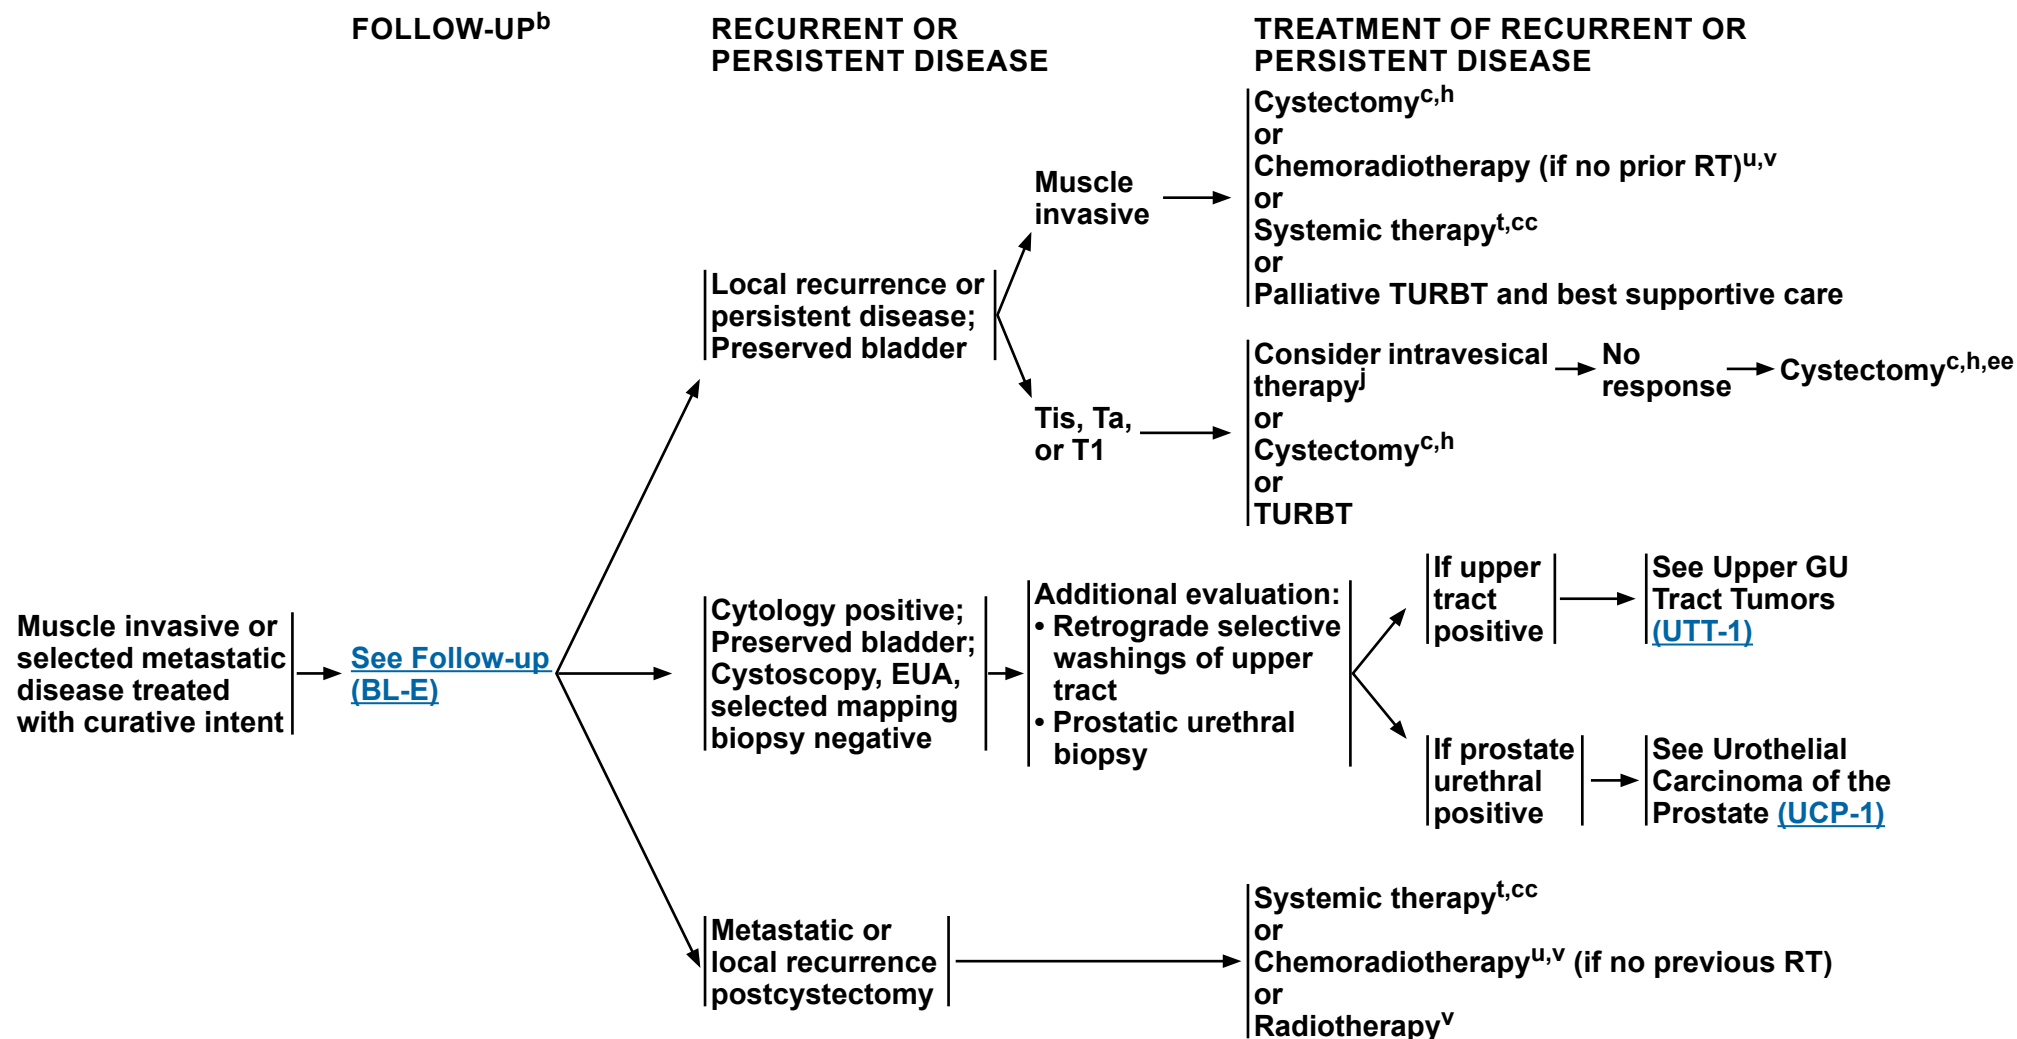 FOLLOW-UPb
RECURRENT OR
PERSISTENT DISEASE
TREATMENT OF RECURRENT OR
PERSISTENT DISEASE
Muscle invasive or
selected metastatic
disease treated
with curative intent
See Follow-up
(BL-E)
Local recurrence or
persistent disease;
Preserved bladder
Muscle
invasive
Cystectomyc,h
or
Chemoradiotherapy (if no prior RT)u,v
or
Systemic therapyt,cc
or
Palliative TURBT and best supportive care
Tis, Ta,
or T1
Consider intravesical
therapyj
or
Cystectomyc,h
or
TURBT
No
response
Cystectomyc,h,ee
Cytology positive;
Preserved bladder;
Cystoscopy, EUA,
selected mapping
biopsy negative
Additional evaluation:
• Retrograde selective
washings of upper
tract
• Prostatic urethral
biopsy
If upper
tract
positive
See Upper GU
Tract Tumors
(UTT-1)
If prostate
urethral
positive
See Urothelial
Carcinoma of the
Prostate (UCP-1)
Metastatic or
local recurrence
postcystectomy
Systemic therapyt,cc
or
Chemoradiotherapyu,v (if no previous RT)
or
Radiotherapyv